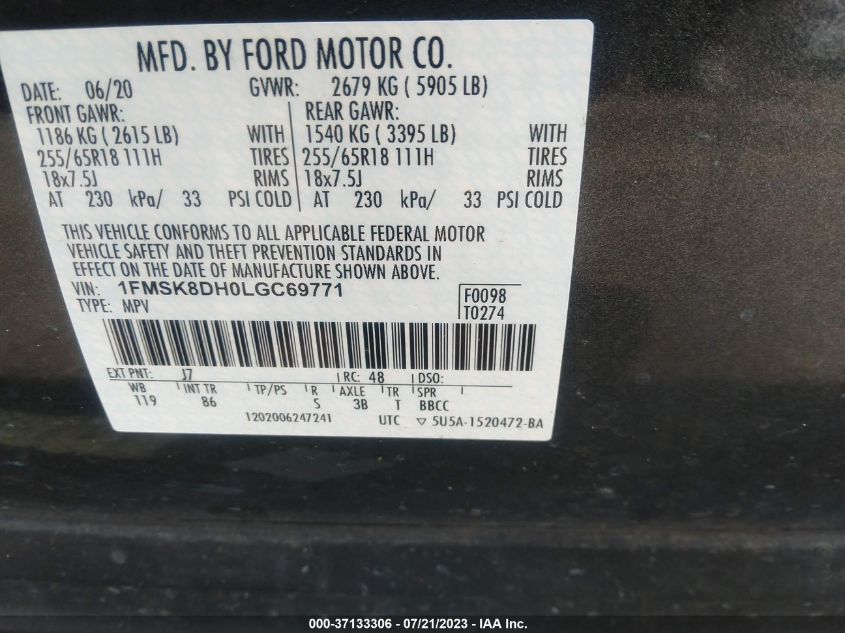 MFD. BY FORD MOTOR CO.
DATE: 06/20 GVWR: 2679 KG ( 5905 LB)
FRONT GAWR: REAR GAWR:
1186 KG ( 2615 LB) WITH 1540 KG ( 3395 LB) WITH
255/65R18 111H TIRES 255/65R18 111H TIRES
18x7.5J RIMS 18x7.5J RIMS
AT 230 kPa/ 33 PSI COLD AT 230 kPa/ 33 PSI COLD
THIS VEHICLE CONFORMS TO ALL APPLICABLE FEDERAL MOTOR
VEHICLE SAFETY AND THEFT PREVENTION STANDARDS IN
EFFECT ON THE DATE OF MANUFACTURE SHOWN ABOVE.
VIN: 1FMSK8DH0LGC69771 F0098
TYPE: MPV T0274
EXT PNT: J7 RC: 48 DSO:
WB INT TR TP/PS R AXLE TR SPR
119 86 S 3B T BBCC
1202006247241 UTC ▽ 5U5A-1520472-BA
000-37133306 / 07/21/2023 - IAA Inc.